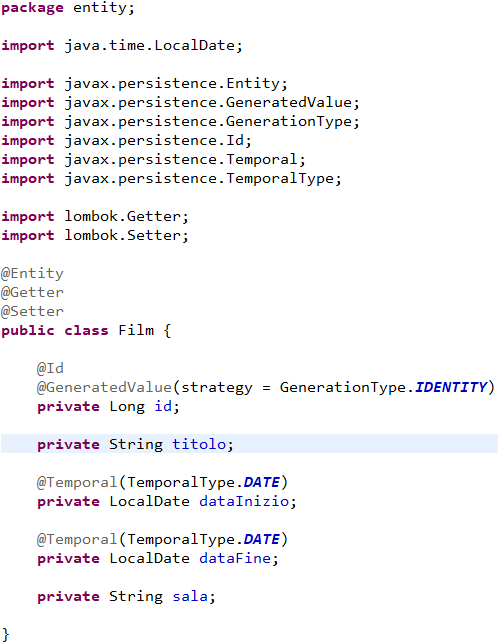 package entity;
import java.time.LocalDate;
import javax.persistence.Entity;
import javax.persistence.GeneratedValue;
import javax.persistence.GenerationType;
import javax.persistence.Id;
import javax.persistence.Temporal;
import javax.persistence.TemporalType;
import lombok.Getter;
import lombok.Setter;
@Entity
@Getter
@Setter
public class Film {
@Id
@GeneratedValue(strategy = GenerationType.IDENTITY)
private Long id;
private String titolo;
@Temporal(TemporalType.DATE)
private LocalDate dataInizio;
@Temporal(TemporalType.DATE)
private LocalDate dataFine;
private String sala;
}